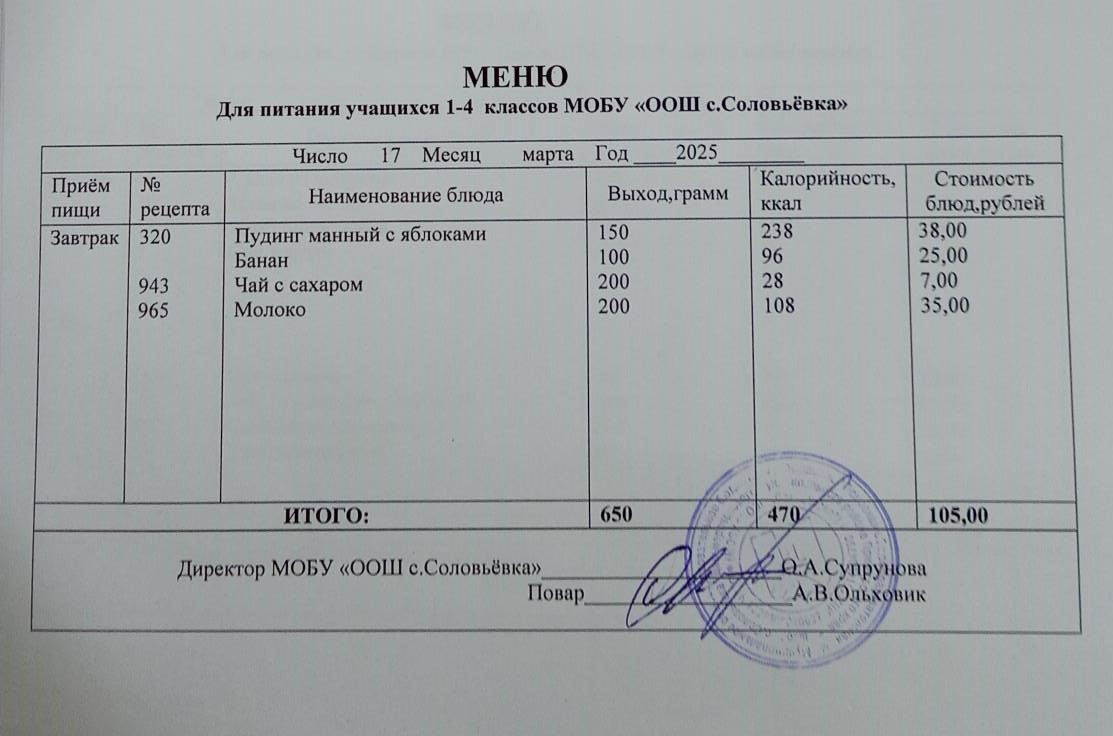 МЕНЮ
Для питания учащихся 1-4 классов МОБУ «ООШ с.Соловьёвка»
Число 17 Месяц марта Год ____2025________
Приём пищи № рецепта Наименование блюда Выход,грамм Калорийность, ккал Стоимость блюд,рублей
Завтрак 320 Пудинг манный с яблоками 150 238 38,00
Банан 100 96 25,00
943 Чай с сахаром 200 28 7,00
965 Молоко 200 108 35,00
ИТОГО: 650 470 105,00
Директор МОБУ «ООШ с.Соловьёвка»______________________О.А.Супрунова
Повар___________________А.В.Ольховик